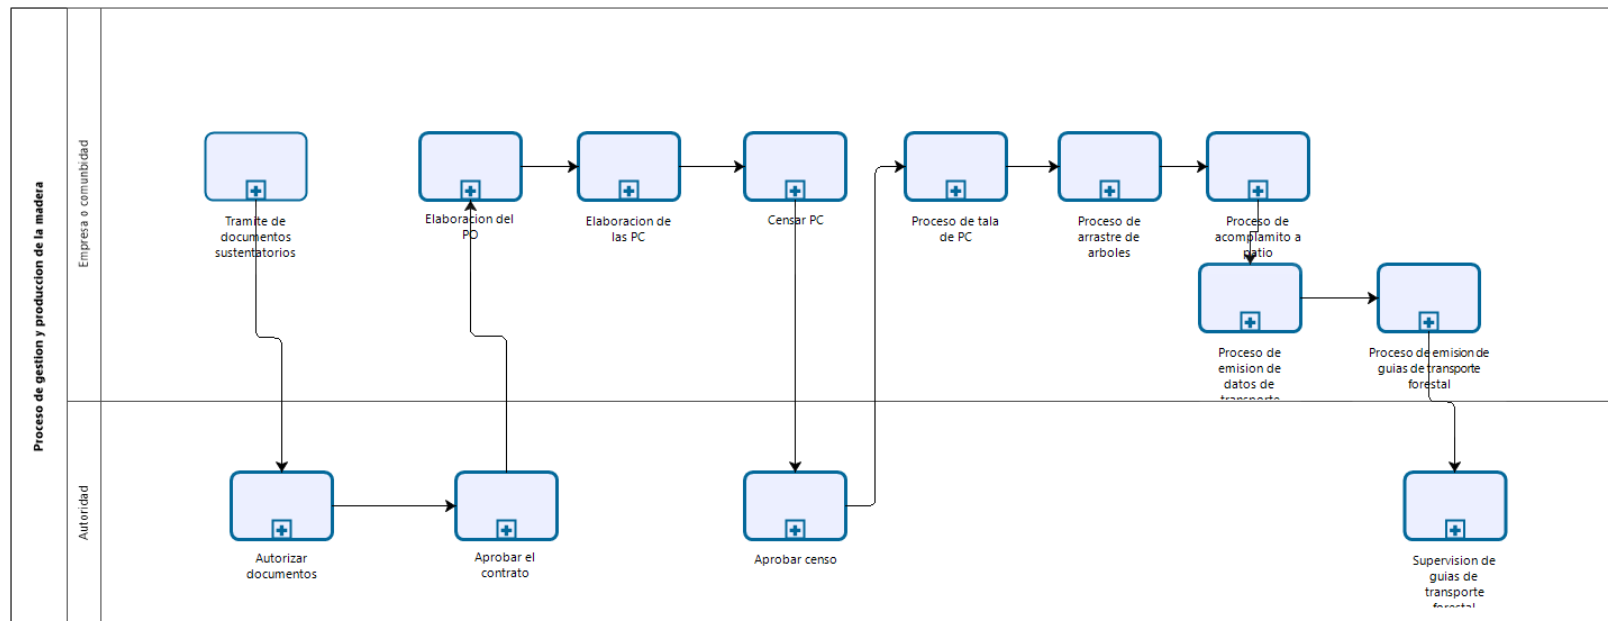 Proceso de gestion y produccion de la madera
Empresa o comunbidad
Tramite de
documentos
sustentatorios
Elaboracion del
PO
Elaboracion de
las PC
Censar PC
Proceso de tala
de PC
Proceso de
arrastre de
arboles
Proceso de
acomplamito a
patio
Proceso de
emision de
datos de
transporte
Proceso de emision de
guias de transporte
forestal
Autoridad
Autorizar
documentos
Aprobar el
contrato
Aprobar censo
Supervision de
guias de
transporte
forestal